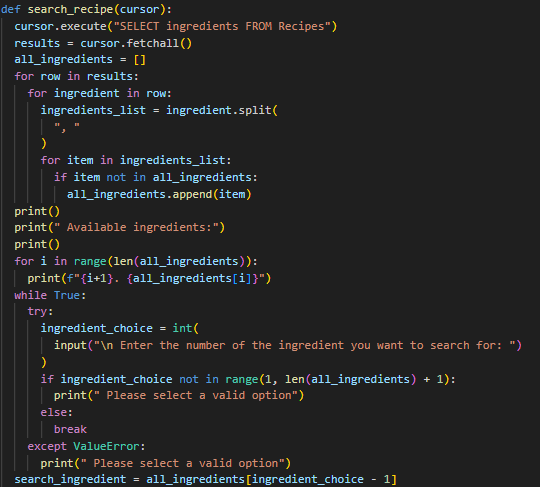 def search_recipe(cursor):
  cursor.execute("SELECT ingredients FROM Recipes")
  results = cursor.fetchall()
  all_ingredients = []
  for row in results:
    for ingredient in row:
      ingredients_list = ingredient.split(
        ", "
      )
      for item in ingredients_list:
        if item not in all_ingredients:
          all_ingredients.append(item)
  print()
  print(" Available ingredients:")
  print()
  for i in range(len(all_ingredients)):
    print(f"{i+1}. {all_ingredients[i]}")
  while True:
    try:
      ingredient_choice = int(
        input("\n Enter the number of the ingredient you want to search for: ")
      )
      if ingredient_choice not in range(1, len(all_ingredients) + 1):
        print(" Please select a valid option")
      else:
        break
    except ValueError:
      print(" Please select a valid option")
  search_ingredient = all_ingredients[ingredient_choice - 1]